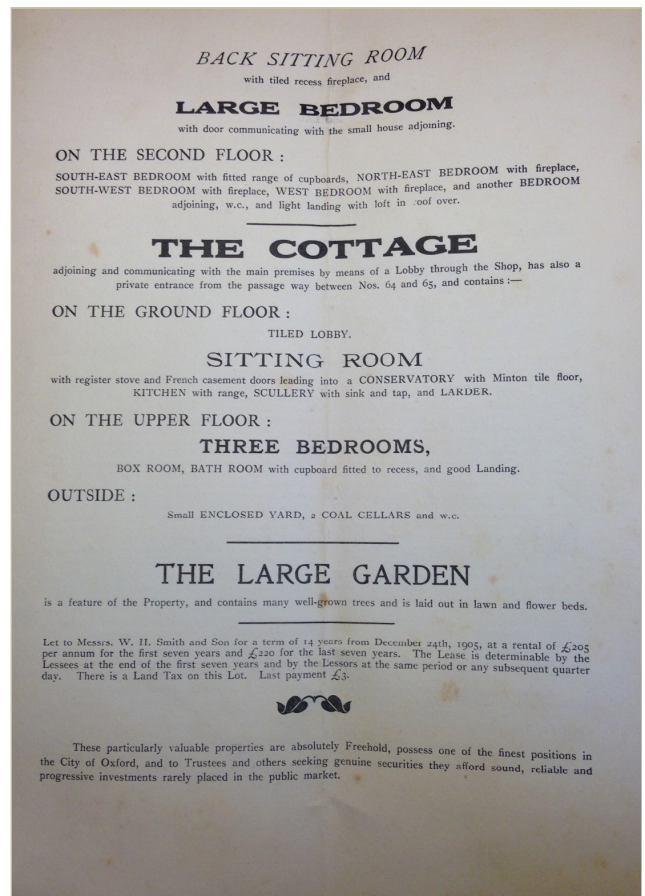 BACK SITTING ROOM
with tiled recess fireplace, and
LARGE BEDROOM
with door communicating with the small house adjoining.
ON THE SECOND FLOOR :
SOUTH-EAST BEDROOM with fitted range of cupboards, NORTH-EAST BEDROOM with fireplace,
SOUTH-WEST BEDROOM with fireplace, WEST BEDROOM with fireplace, and another BEDROOM
adjoining, w.c., and light landing with loft in oof over.
THE COTTAGE
adjoining and communicating with the main premises by means of a Lobby through the Shop, has also a
private entrance from the passage way between Nos. 64 and 65, and contains :—
ON THE GROUND FLOOR :
TILED LOBBY.
SITTING ROOM
with register stove and French casement doors leading into a CONSERVATORY with Minton tile floor,
KITCHEN with range, SCULLERY with sink and tap, and LARDER.
ON THE UPPER FLOOR :
THREE BEDROOMS,
BOX ROOM, BATH ROOM with cupboard fitted to recess, and good Landing.
OUTSIDE :
Small ENCLOSED YARD, 2 COAL CELLARS and w.c.
THE LARGE GARDEN
is a feature of the Property, and contains many well-grown trees and is laid out in lawn and flower beds.
Let to Messrs. W. H. Smith and Son for a term of 14 years from December 24th, 1905, at a rental of £205
per annum for the first seven years and £220 for the last seven years. The Lease is determinable by the
Lessees at the end of the first seven years and by the Lessors at the same period or any subsequent quarter
day. There is a Land Tax on this Lot. Last payment £3.
These particularly valuable properties are absolutely Freehold, possess one of the finest positions in
the City of Oxford, and to Trustees and others seeking genuine securities they afford sound, reliable and
progressive investments rarely placed in the public market.